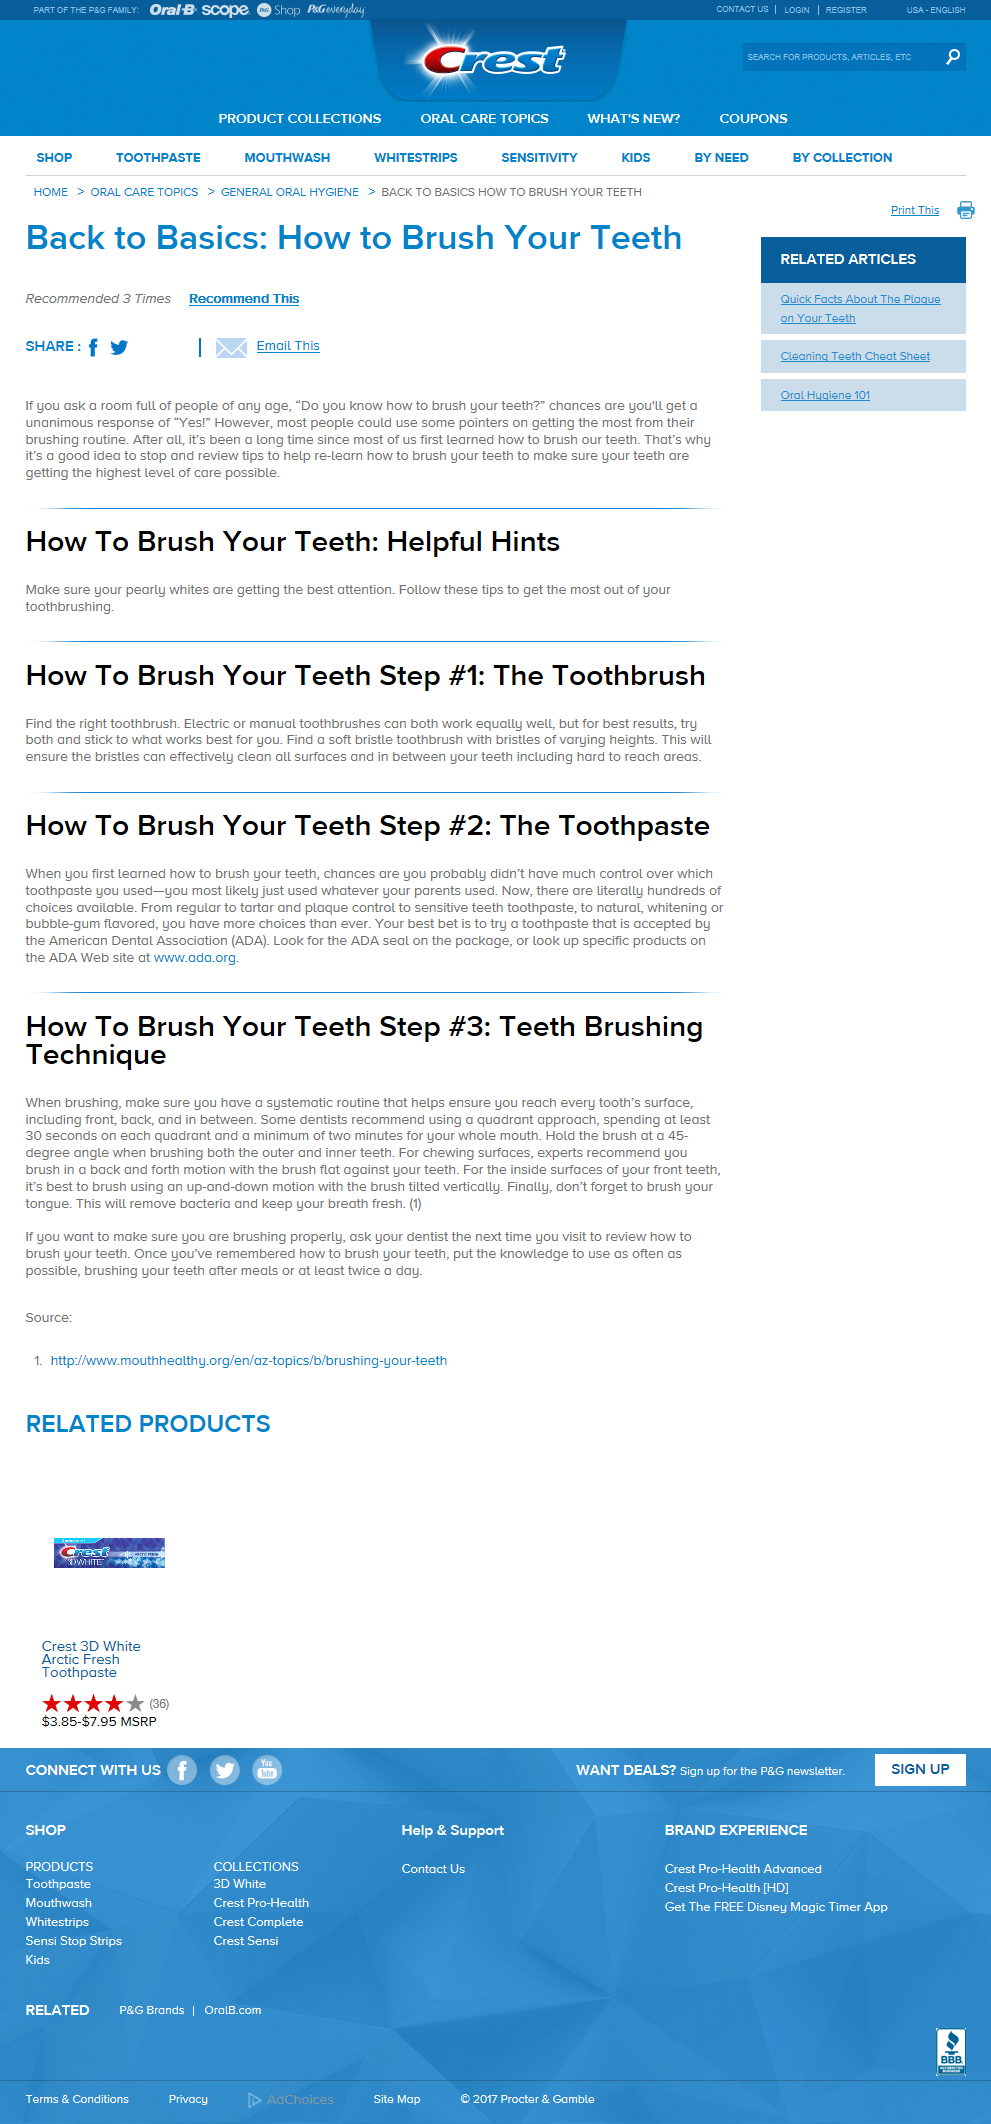 PART OF THE P&G FAMILY: Oral-B scope. P&G Shop P&G everyday
CONTACT US | LOGIN | REGISTER USA - ENGLISH
Crest
SEARCH FOR PRODUCTS, ARTICLES, ETC
PRODUCT COLLECTIONS ORAL CARE TOPICS WHAT'S NEW? COUPONS
SHOP TOOTHPASTE MOUTHWASH WHITESTRIPS SENSITIVITY KIDS BY NEED BY COLLECTION
HOME > ORAL CARE TOPICS > GENERAL ORAL HYGIENE > BACK TO BASICS HOW TO BRUSH YOUR TEETH
Print This
Back to Basics: How to Brush Your Teeth
RELATED ARTICLES
Quick Facts About The Plaque
on Your Teeth
Cleaning Teeth Cheat Sheet
Oral Hygiene 101
Recommended 3 Times Recommend This
SHARE : | Email This
If you ask a room full of people of any age, “Do you know how to brush your teeth?” chances are you'll get a
unanimous response of “Yes!” However, most people could use some pointers on getting the most from their
brushing routine. After all, it’s been a long time since most of us first learned how to brush our teeth. That’s why
it’s a good idea to stop and review tips to help re-learn how to brush your teeth to make sure your teeth are
getting the highest level of care possible.
How To Brush Your Teeth: Helpful Hints
Make sure your pearly whites are getting the best attention. Follow these tips to get the most out of your
toothbrushing.
How To Brush Your Teeth Step #1: The Toothbrush
Find the right toothbrush. Electric or manual toothbrushes can both work equally well, but for best results, try
both and stick to what works best for you. Find a soft bristle toothbrush with bristles of varying heights. This will
ensure the bristles can effectively clean all surfaces and in between your teeth including hard to reach areas.
How To Brush Your Teeth Step #2: The Toothpaste
When you first learned how to brush your teeth, chances are you probably didn’t have much control over which
toothpaste you used—you most likely just used whatever your parents used. Now, there are literally hundreds of
choices available. From regular to tartar and plaque control to sensitive teeth toothpaste, to natural, whitening or
bubble-gum flavored, you have more choices than ever. Your best bet is to try a toothpaste that is accepted by
the American Dental Association (ADA). Look for the ADA seal on the package, or look up specific products on
the ADA Web site at www.ada.org.
How To Brush Your Teeth Step #3: Teeth Brushing
Technique
When brushing, make sure you have a systematic routine that helps ensure you reach every tooth’s surface,
including front, back, and in between. Some dentists recommend using a quadrant approach, spending at least
30 seconds on each quadrant and a minimum of two minutes for your whole mouth. Hold the brush at a 45-
degree angle when brushing both the outer and inner teeth. For chewing surfaces, experts recommend you
brush in a back and forth motion with the brush flat against your teeth. For the inside surfaces of your front teeth,
it’s best to brush using an up-and-down motion with the brush tilted vertically. Finally, don’t forget to brush your
tongue. This will remove bacteria and keep your breath fresh. (1)
If you want to make sure you are brushing properly, ask your dentist the next time you visit to review how to
brush your teeth. Once you’ve remembered how to brush your teeth, put the knowledge to use as often as
possible, brushing your teeth after meals or at least twice a day.
Source:
1. http://www.mouthhealthy.org/en/az-topics/b/brushing-your-teeth
RELATED PRODUCTS
Crest
3D WHITE ARCTIC FRESH
Crest 3D White
Arctic Fresh
Toothpaste
(36)
$3.85-$7.95 MSRP
CONNECT WITH US You Tube
WANT DEALS? Sign up for the P&G newsletter. SIGN UP
SHOP
PRODUCTS
Toothpaste
Mouthwash
Whitestrips
Sensi Stop Strips
Kids
COLLECTIONS
3D White
Crest Pro-Health
Crest Complete
Crest Sensi
Help & Support
Contact Us
BRAND EXPERIENCE
Crest Pro-Health Advanced
Crest Pro-Health [HD]
Get The FREE Disney Magic Timer App
RELATED P&G Brands | OralB.com
BBB
ACCREDITED
BUSINESS
Terms & Conditions Privacy AdChoices Site Map © 2017 Procter & Gamble